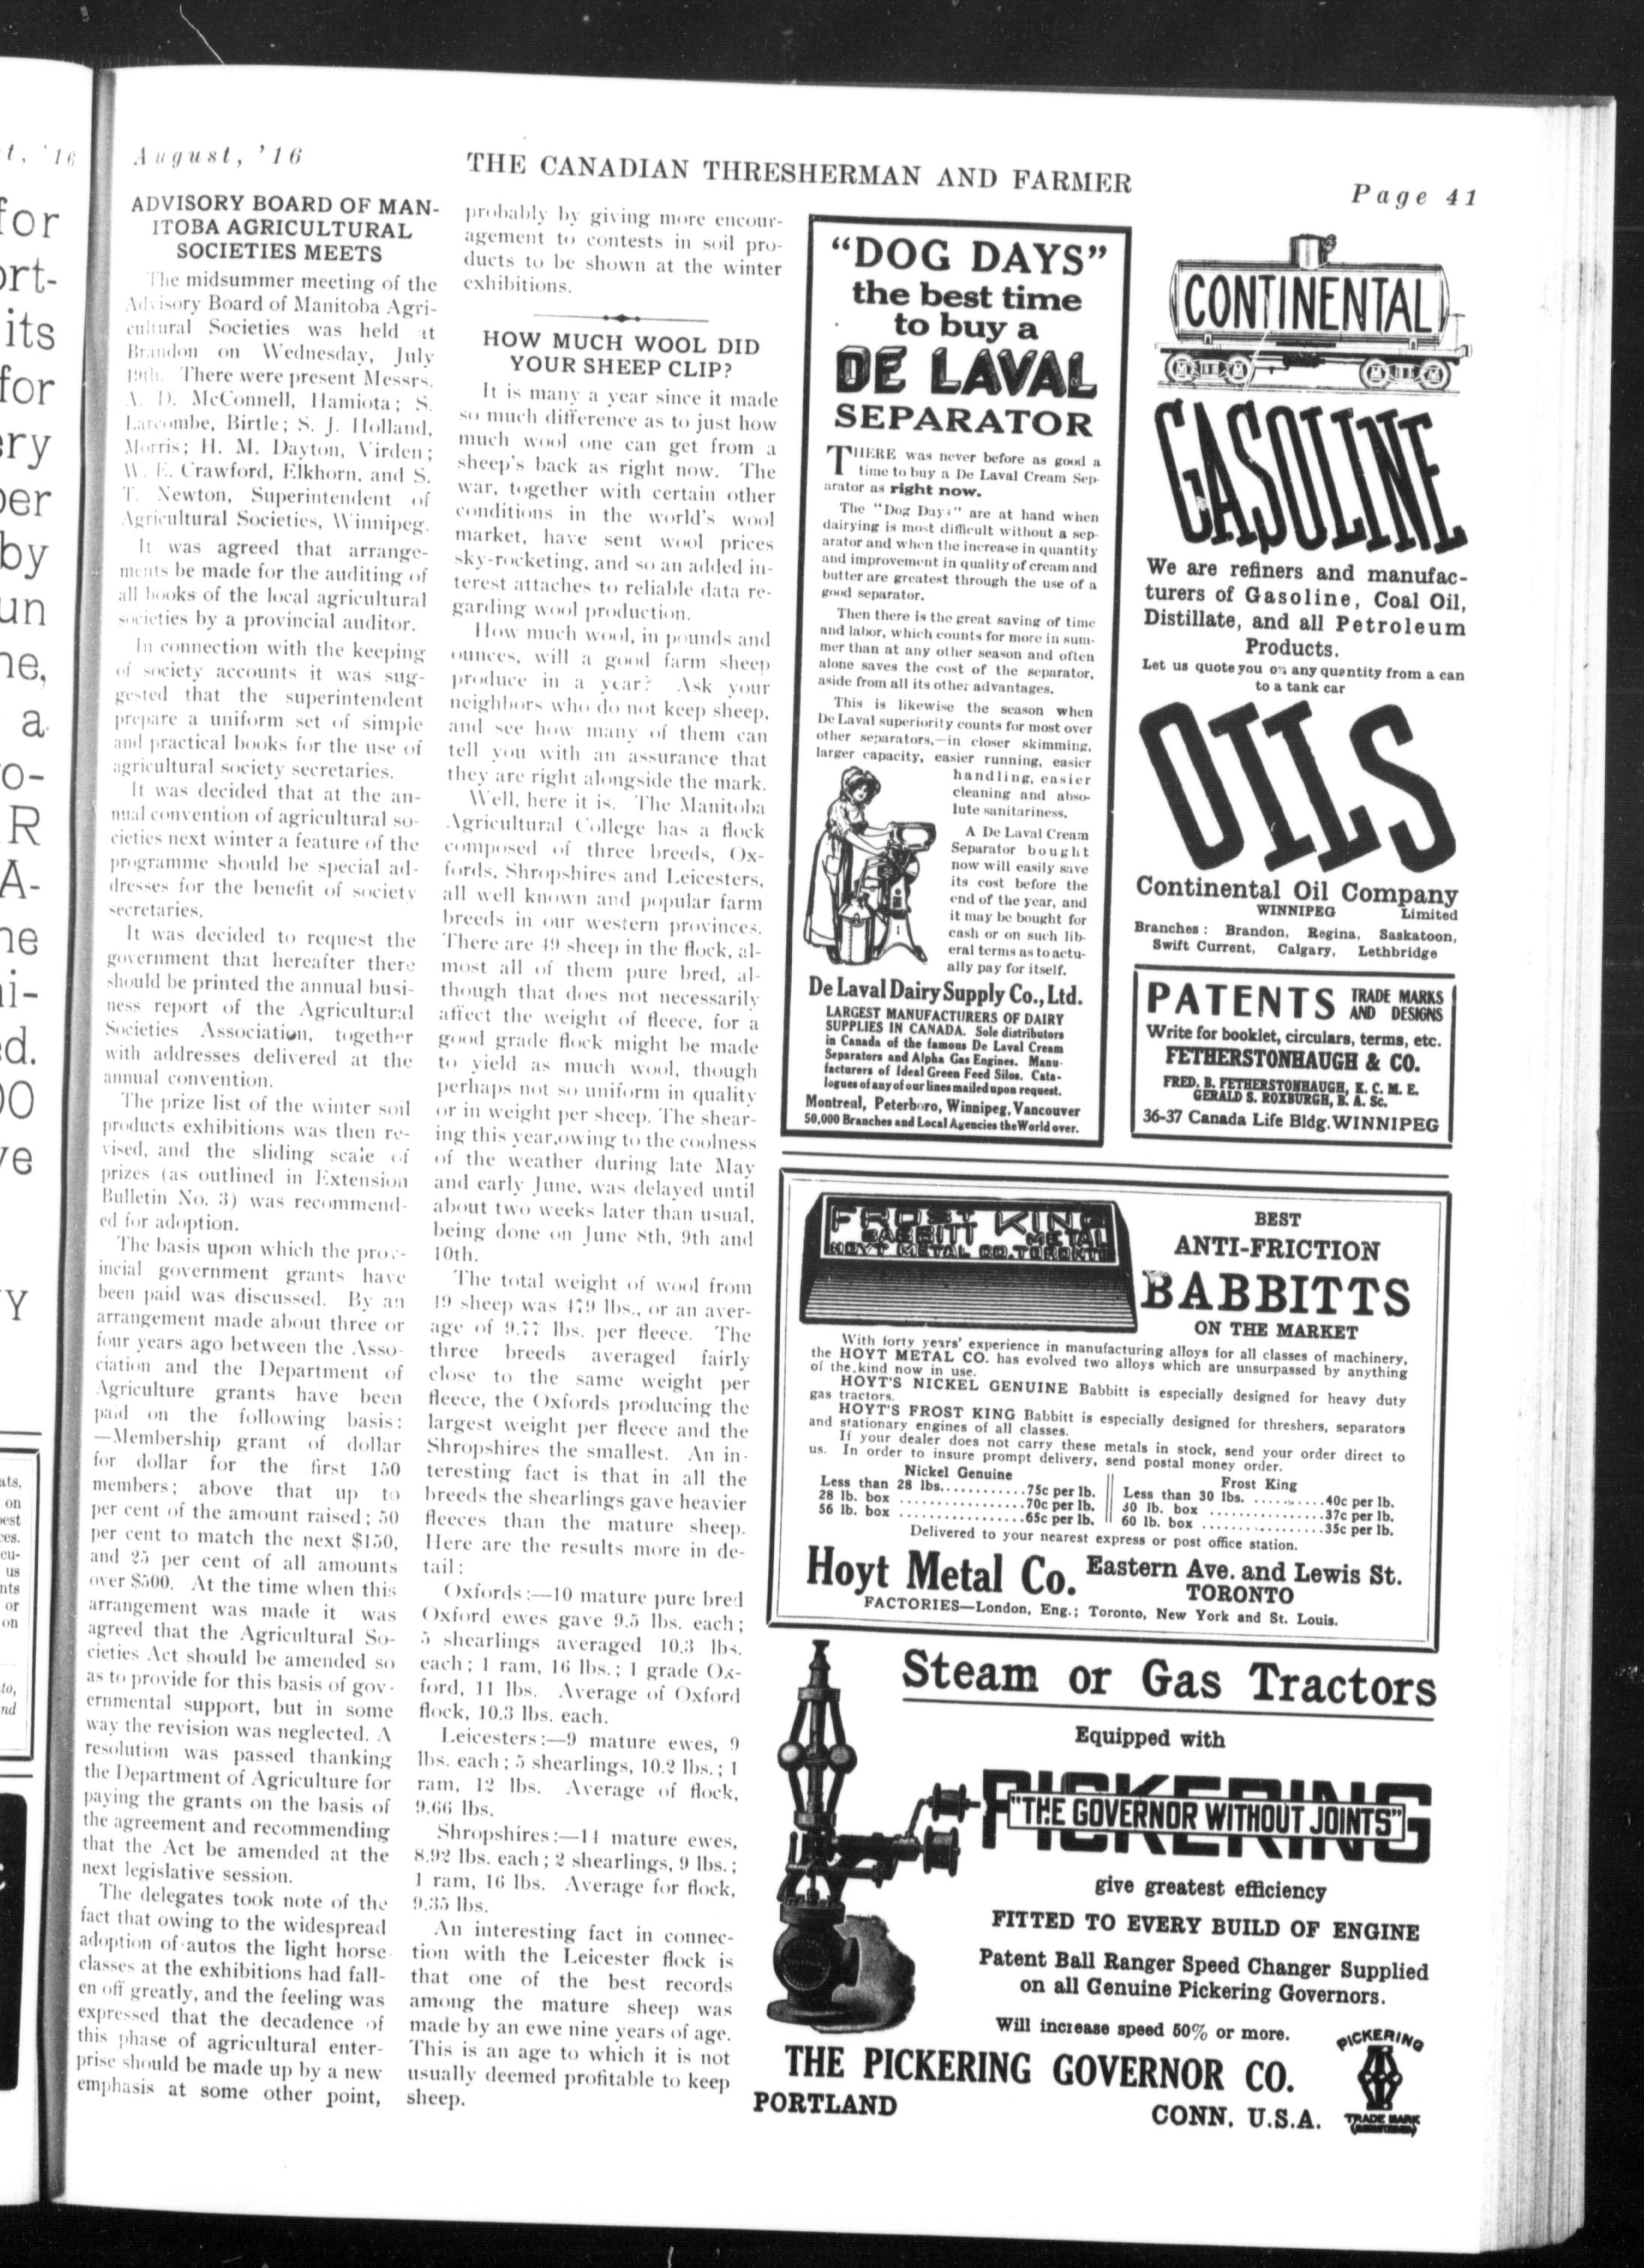 August, '16
THE CANADIAN THRESHERMAN AND FARMER
Page 41
ADVISORY BOARD OF MAN-
ITOBA AGRICULTURAL
SOCIETIES MEETS
The midsummer meeting of the
Advisory Board of Manitoba Agri-
cultural Societies was held at
Brandon on Wednesday, July
19th. There were present Messrs.
A. D. McConnell, Hamiota; S.
Larcombe, Birtle; S. J. Holland,
Morris; H. M. Dayton, Virden;
W. E. Crawford, Elkhorn, and S.
T. Newton, Superintendent of
Agricultural Societies, Winnipeg.
It was agreed that arrange-
ments be made for the auditing of
all books of the local agricultural
societies by a provincial auditor.
In connection with the keeping
of society accounts it was sug-
gested that the superintendent
prepare a uniform set of simple
and practical books for the use of
agricultural society secretaries.
It was decided that at the an-
nual convention of agricultural so-
cieties next winter a feature of the
programme should be special ad-
dresses for the benefit of society
secretaries.
It was decided to request the
government that hereafter there
should be printed the annual busi-
ness report of the Agricultural
Societies Association, together
with addresses delivered at the
annual convention.
The prize list of the winter soil
products exhibitions was then re-
vised, and the sliding scale of
prizes (as outlined in Extension
Bulletin No. 3) was recommend-
ed for adoption.
The basis upon which the prov-
incial government grants have
been paid was discussed. By an
arrangement made about three or
four years ago between the Asso-
ciation and the Department of
Agriculture grants have been
paid on the following basis:
—Membership grant of dollar
for dollar for the first 150
members; above that up to
per cent of the amount raised; 50
per cent to match the next $150,
and 25 per cent of all amounts
over $500. At the time when this
arrangement was made it was
agreed that the Agricultural So-
cieties Act should be amended so
as to provide for this basis of gov-
ernmental support, but in some
way the revision was neglected. A
resolution was passed thanking
the Department of Agriculture for
paying the grants on the basis of
the agreement and recommending
that the Act be amended at the
next legislative session.
The delegates took note of the
fact that owing to the widespread
adoption of autos the light horse
classes at the exhibitions had fall-
en off greatly, and the feeling was
expressed that the decadence of
this phase of agricultural enter-
prise should be made up by a new
emphasis at some other point,
probably by giving more encour-
agement to contests in soil pro-
ducts to be shown at the winter
exhibitions.
HOW MUCH WOOL DID
YOUR SHEEP CLIP?
It is many a year since it made
so much difference as to just how
much wool one can get from a
sheep's back as right now. The
war, together with certain other
conditions in the world's wool
market, have sent wool prices
sky-rocketing, and so an added in-
terest attaches to reliable data re-
garding wool production.
How much wool, in pounds and
ounces, will a good farm sheep
produce in a year? Ask your
neighbors who do not keep sheep,
and see how many of them can
tell you with an assurance that
they are right alongside the mark.
Well, here it is. The Manitoba
Agricultural College has a flock
composed of three breeds, Ox-
fords, Shropshires and Leicesters,
all well known and popular farm
breeds in our western provinces.
There are 49 sheep in the flock, al-
most all of them pure bred, al-
though that does not necessarily
affect the weight of fleece, for a
good grade flock might be made
to yield as much wool, though
perhaps not so uniform in quality
or in weight per sheep. The shear-
ing this year,owing to the coolness
of the weather during late May
and early June, was delayed until
about two weeks later than usual,
being done on June 8th, 9th and
10th.
The total weight of wool from
49 sheep was 479 lbs., or an aver-
age of 9.77 lbs. per fleece. The
three breeds averaged fairly
close to the same weight per
fleece, the Oxfords producing the
largest weight per fleece and the
Shropshires the smallest. An in-
teresting fact is that in all the
breeds the shearlings gave heavier
fleeces than the mature sheep.
Here are the results more in de-
tail:
Oxfords:—10 mature pure bred
Oxford ewes gave 9.5 lbs. each;
5 shearlings averaged 10.3 lbs.
each; 1 ram, 16 lbs.; 1 grade Ox-
ford, 11 lbs. Average of Oxford
flock, 10.3 lbs. each.
Leicesters:—9 mature ewes, 9
lbs. each; 5 shearlings, 10.2 lbs.; 1
ram, 12 lbs. Average of flock,
9.66 lbs.
Shropshires:—14 mature ewes,
8.92 lbs. each; 2 shearlings, 9 lbs.;
1 ram, 16 lbs. Average for flock,
9.35 lbs.
An interesting fact in connec-
tion with the Leicester flock is
that one of the best records
among the mature sheep was
made by an ewe nine years of age.
This is an age to which it is not
usually deemed profitable to keep
sheep.
"DOG DAYS"
the best time
to buy a
DE LAVAL
SEPARATOR
THERE was never before as good a
time to buy a De Laval Cream Sep-
arator as right now.
The "Dog Days" are at hand when
dairying is most difficult without a sep-
arator and when the increase in quantity
and improvement in quality of cream and
butter are greatest through the use of a
good separator.
Then there is the great saving of time
and labor, which counts for more in sum-
mer than at any other season and often
alone saves the cost of the separator,
aside from all its other advantages.
This is likewise the season when
De Laval superiority counts for most over
other separators,—in closer skimming,
larger capacity, easier running, easier
handling, easier
cleaning and abso-
lute sanitariness.
A De Laval Cream
Separator bought
now will easily save
its cost before the
end of the year, and
it may be bought for
cash or on such lib-
eral terms as to actu-
ally pay for itself.
De Laval Dairy Supply Co., Ltd.
LARGEST MANUFACTURERS OF DAIRY
SUPPLIES IN CANADA. Sole distributors
in Canada of the famous De Laval Cream
Separators and Alpha Gas Engines. Manu-
facturers of Ideal Green Feed Silos. Cata-
logues of any of our lines mailed upon request.
Montreal, Peterboro, Winnipeg, Vancouver
50,000 Branches and Local Agencies the World over.
CONTINENTAL
GASOLINE
We are refiners and manufac-
turers of Gasoline, Coal Oil,
Distillate, and all Petroleum
Products.
Let us quote you on any quantity from a can
to a tank car
OILS
Continental Oil Company
WINNIPEG Limited
Branches: Brandon, Regina, Saskatoon,
Swift Current, Calgary, Lethbridge
PATENTS TRADE MARKS
AND DESIGNS
Write for booklet, circulars, terms, etc.
FETHERSTONHAUGH & CO.
FRED. B. FETHERSTONHAUGH, K. C. M. E.
GERALD S. ROXBURGH, B. A. Sc.
36-37 Canada Life Bldg. WINNIPEG
FROST KING
BABBITT METAL
HOYT METAL CO. TORONTO
BEST
ANTI-FRICTION
BABBITTS
ON THE MARKET
With forty years' experience in manufacturing alloys for all classes of machinery,
the HOYT METAL CO. has evolved two alloys which are unsurpassed by anything
of the kind now in use.
HOYT'S NICKEL GENUINE Babbitt is especially designed for heavy duty
gas tractors.
HOYT'S FROST KING Babbitt is especially designed for threshers, separators
and stationary engines of all classes.
If your dealer does not carry these metals in stock, send your order direct to
us. In order to insure prompt delivery, send postal money order.
Nickel Genuine
Less than 28 lbs............75c per lb.
28 lb. box ..................70c per lb.
56 lb. box ..................65c per lb.
Frost King
Less than 30 lbs. ..........40c per lb.
30 lb. box ................37c per lb.
60 lb. box .................35c per lb.
Delivered to your nearest express or post office station.
Hoyt Metal Co. Eastern Ave. and Lewis St.
TORONTO
FACTORIES—London, Eng.; Toronto, New York and St. Louis.
Steam or Gas Tractors
Equipped with
PICKERING
"THE GOVERNOR WITHOUT JOINTS"
give greatest efficiency
FITTED TO EVERY BUILD OF ENGINE
Patent Ball Ranger Speed Changer Supplied
on all Genuine Pickering Governors.
Will increase speed 50% or more.
THE PICKERING GOVERNOR CO.
PORTLAND CONN. U.S.A.
PICKERING
TRADE MARK